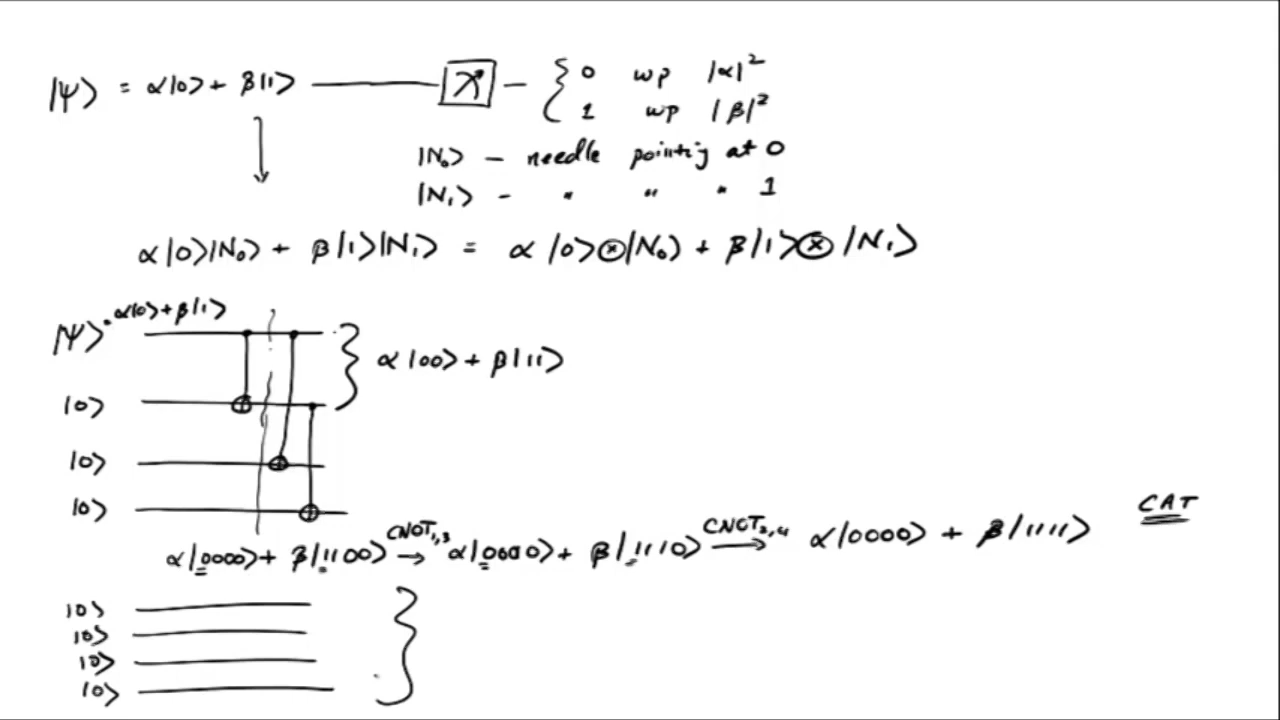 |Ψ⟩ = α|0⟩ + β|1⟩ { 0 wp |α|²
1 wp |β|²
|N₀⟩ — needle pointing at 0
|N₁⟩ - " " " 1
α|0⟩|N₀⟩ + β|1⟩|N₁⟩ = α|0⟩⊗|N₀⟩ + β|1⟩⊗|N₁⟩
|Ψ⟩ = α|0⟩+β|1⟩
} α|00⟩ + β|11⟩
|0⟩
|0⟩
|0⟩
CAT
α|0000⟩ + β|1100⟩ →CNOT₁,₃ α|0000⟩ + β|1110⟩ →CNOT₂,₄ α|0000⟩ + β|1111⟩
|0⟩
|0⟩
|0⟩
|0⟩